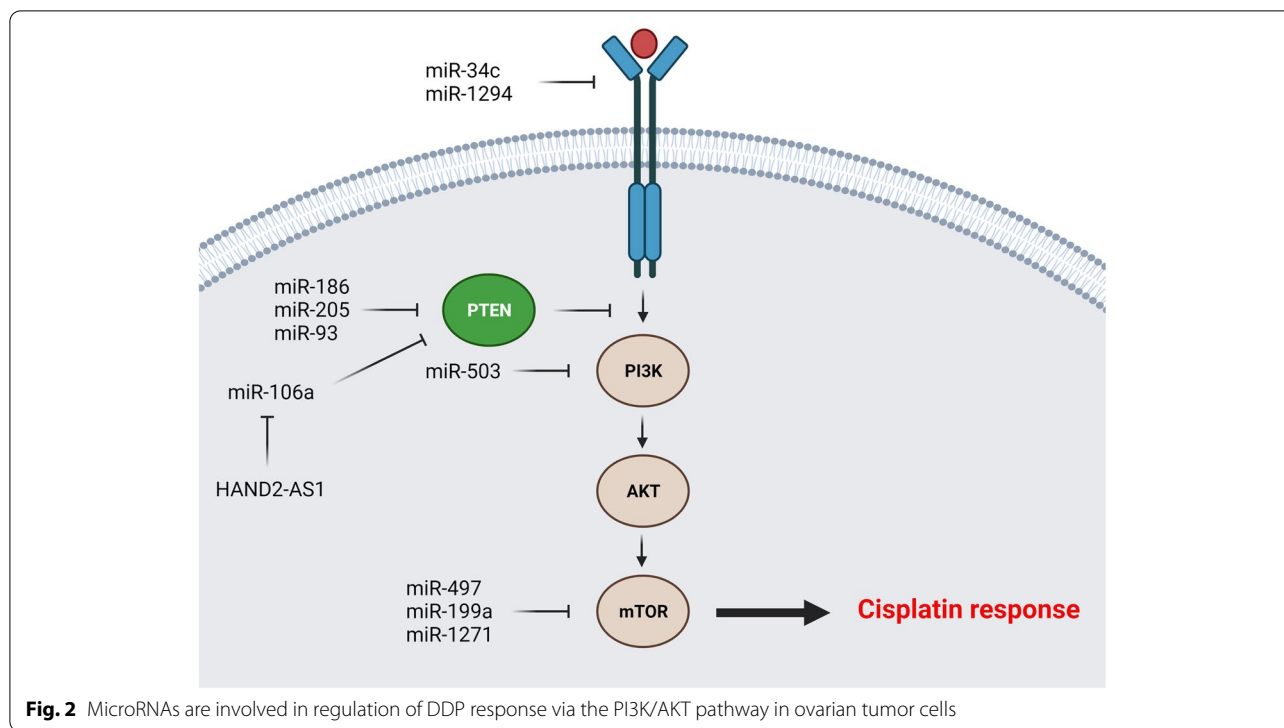 miR-34c
miR-1294
miR-186
miR-205
miR-93
PTEN
miR-503
PI3K
miR-106a
HAND2-AS1
AKT
miR-497
miR-199a
miR-1271
mTOR
Cisplatin response
Fig. 2 MicroRNAs are involved in regulation of DDP response via the PI3K/AKT pathway in ovarian tumor cells